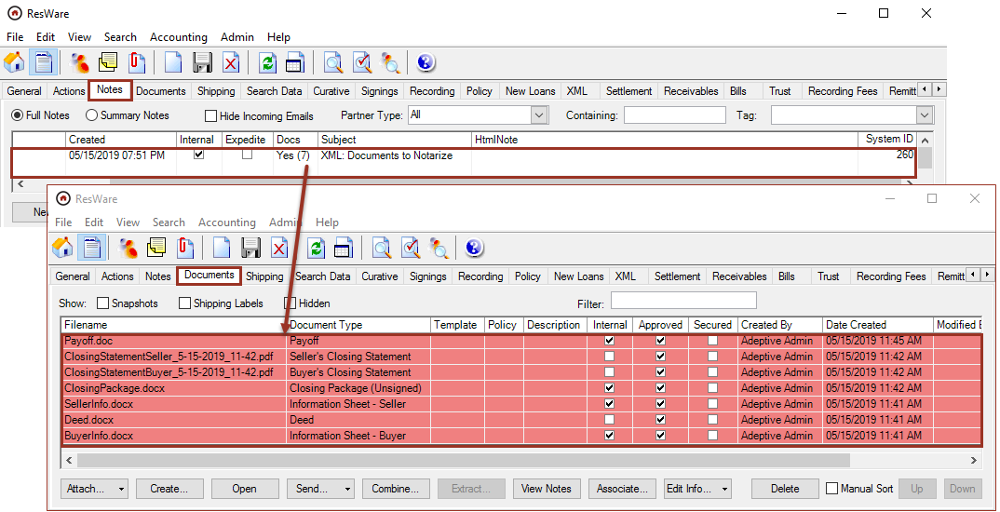 ResWare
File Edit View Search Accounting Admin Help
General Actions Notes Documents Shipping Search Data Curative Signings Recording Policy New Loans XML Settlement Receivables Bills Trust Recording Fees Remitt
Full Notes Summary Notes Hide Incoming Emails Partner Type: All Containing: Tag:
Created Internal Expedite Docs Subject HtmlNote System ID
05/15/2019 07:51 PM Yes (7) XML: Documents to Notarize 260
Ne
ResWare
File Edit View Search Accounting Admin Help
General Actions Notes Documents Shipping Search Data Curative Signings Recording Policy New Loans XML Settlement Receivables Bills Trust Recording Fees Remitt
Show: Snapshots Shipping Labels Hidden Filter:
Filename Document Type Template Policy Description Internal Approved Secured Created By Date Created Modified B
Payoff.doc Payoff Adeptive Admin 05/15/2019 11:45 AM
ClosingStatementSeller_5-15-2019_11-42.pdf Seller's Closing Statement Adeptive Admin 05/15/2019 11:42 AM
ClosingStatementBuyer_5-15-2019_11-42.pdf Buyer's Closing Statement Adeptive Admin 05/15/2019 11:42 AM
ClosingPackage.docx Closing Package (Unsigned) Adeptive Admin 05/15/2019 11:42 AM
SellerInfo.docx Information Sheet - Seller Adeptive Admin 05/15/2019 11:41 AM
Deed.docx Deed Adeptive Admin 05/15/2019 11:41 AM
BuyerInfo.docx Information Sheet - Buyer Adeptive Admin 05/15/2019 11:41 AM
Attach... Create... Open Send... Combine... Extract... View Notes Associate... Edit Info... Delete Manual Sort Up Down